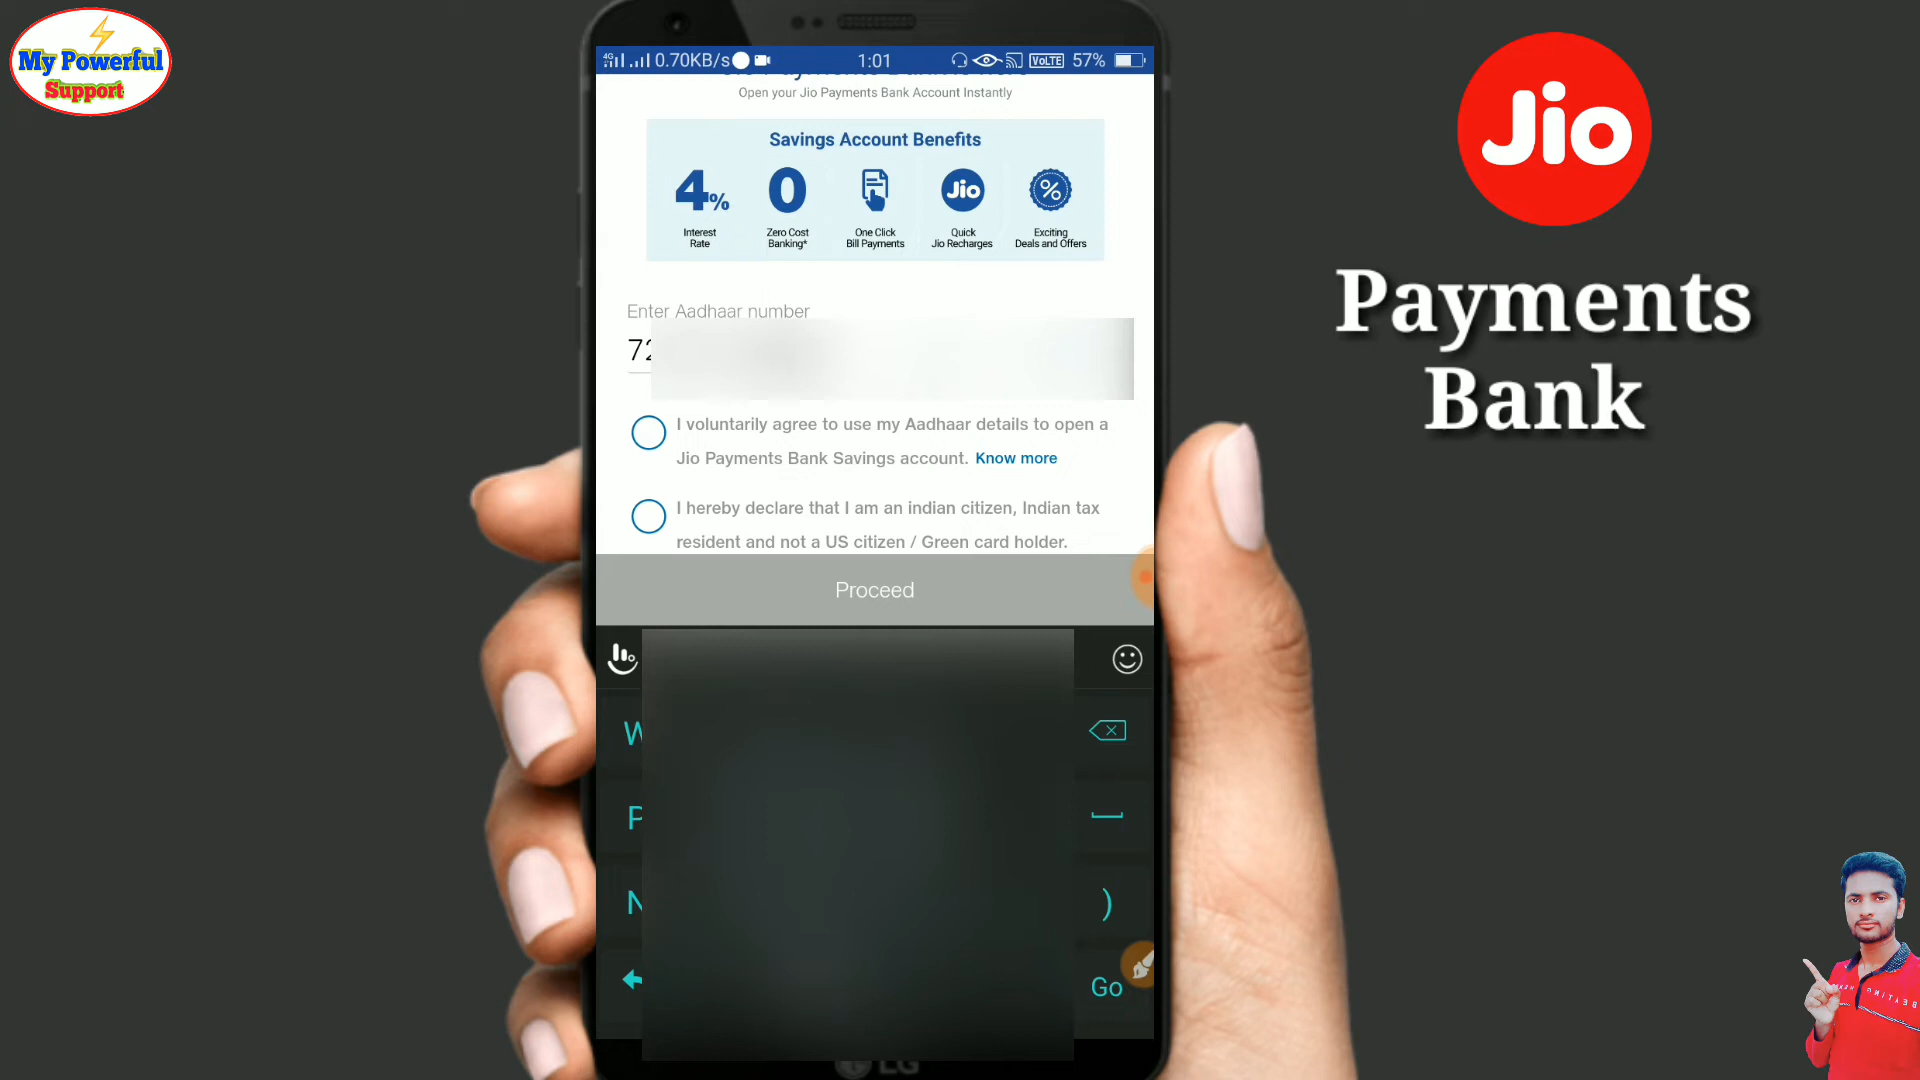 My Powerful
Support
0.70KB/s
1:01
VoLTE
57%
Open your Jio Payments Bank Account Instantly
Savings Account Benefits
4%
0
Jio
%
Interest
Rate
Zero Cost
Banking*
One Click
Bill Payments
Quick
Jio Recharges
Exciting
Deals and Offers
Enter Aadhaar number
72
I voluntarily agree to use my Aadhaar details to open a
Jio Payments Bank Savings account. Know more
I hereby declare that I am an indian citizen, Indian tax
resident and not a US citizen / Green card holder.
Proceed
W
P
N
)
Go
LG
Jio
Payments
Bank